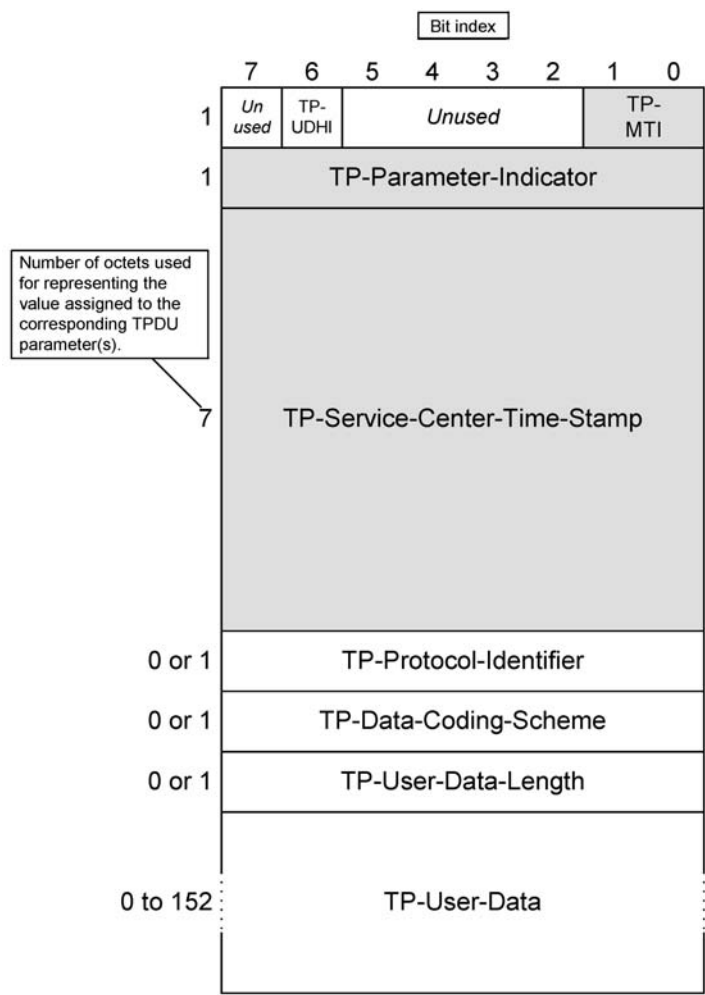 Bit index
7 6 5 4 3 2 1 0
1
Un
used
TP-
UDHI
Unused
TP-
MTI
1
TP-Parameter-Indicator
Number of octets used
for representing the
value assigned to the
corresponding TPDU
parameter(s).
7
TP-Service-Center-Time-Stamp
0 or 1
TP-Protocol-Identifier
0 or 1
TP-Data-Coding-Scheme
0 or 1
TP-User-Data-Length
0 to 152
TP-User-Data